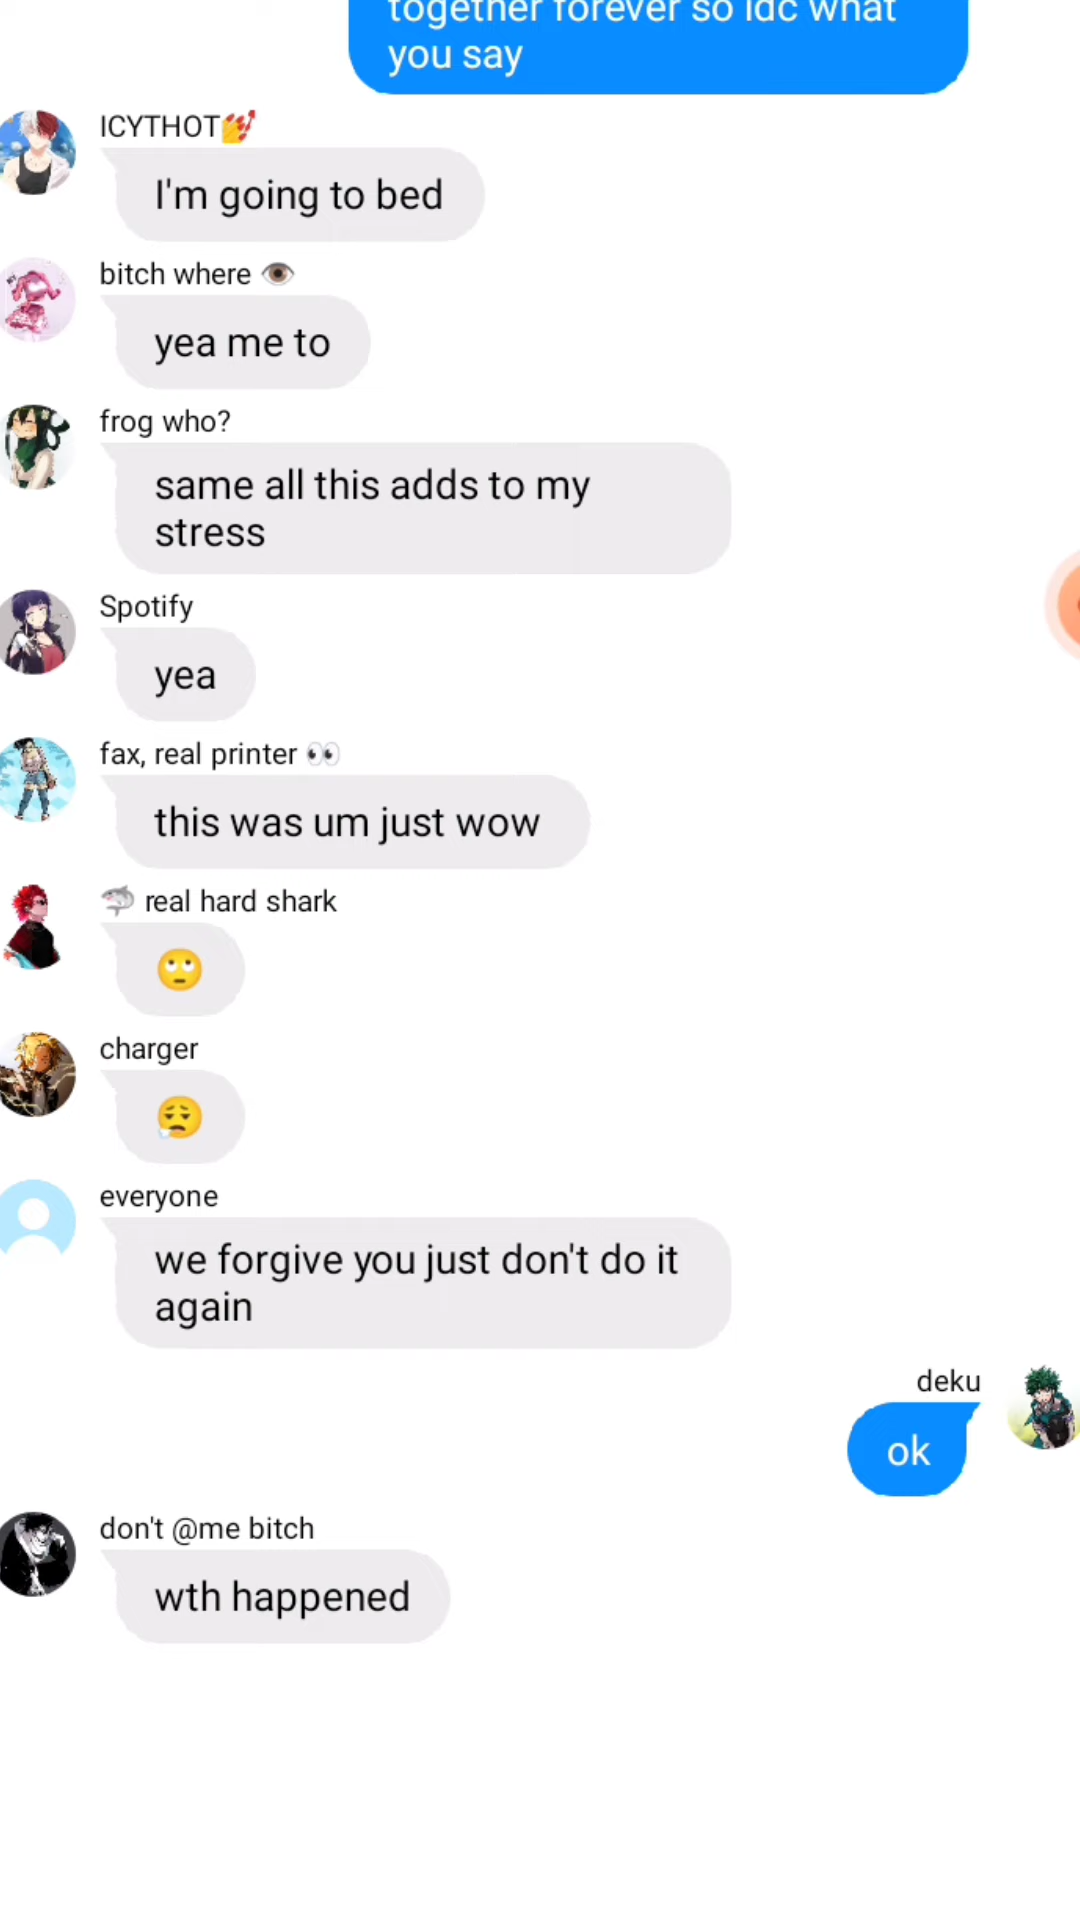 together forever so idc what
you say
ICYTHOT💅
I'm going to bed
bitch where 👁️
yea me to
frog who?
same all this adds to my
stress
Spotify
yea
fax, real printer 👀
this was um just wow
🦈 real hard shark
🙄
charger
😮‍💨
everyone
we forgive you just don't do it
again
deku
ok
don't @me bitch
wth happened